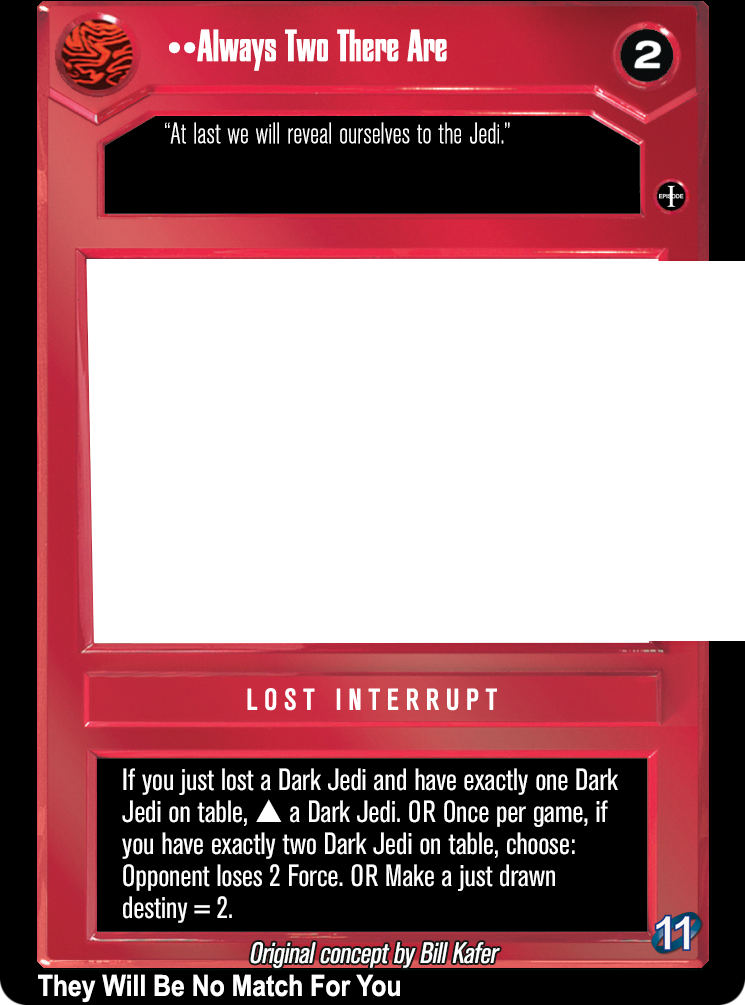 ••Always Two There Are
2
“At last we will reveal ourselves to the Jedi.”
EPISODE I
LOST INTERRUPT
If you just lost a Dark Jedi and have exactly one Dark
Jedi on table, ▲ a Dark Jedi. OR Once per game, if
you have exactly two Dark Jedi on table, choose:
Opponent loses 2 Force. OR Make a just drawn
destiny = 2.
11
Original concept by Bill Kafer
They Will Be No Match For You